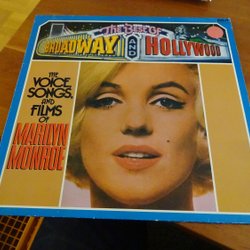 The Best Of
BROADWAY AND HOLLYWOOD
THE
VOICE,
SONGS,
AND
FILMS
OF
MARILYN
MONROE